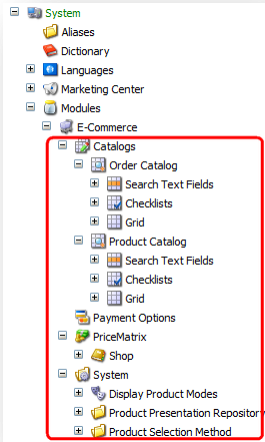 System
Aliases
Dictionary
Languages
Marketing Center
Modules
E-Commerce
Catalogs
Order Catalog
Search Text Fields
Checklists
Grid
Product Catalog
Search Text Fields
Checklists
Grid
Payment Options
PriceMatrix
Shop
System
Display Product Modes
Product Presentation Repository
Product Selection Method